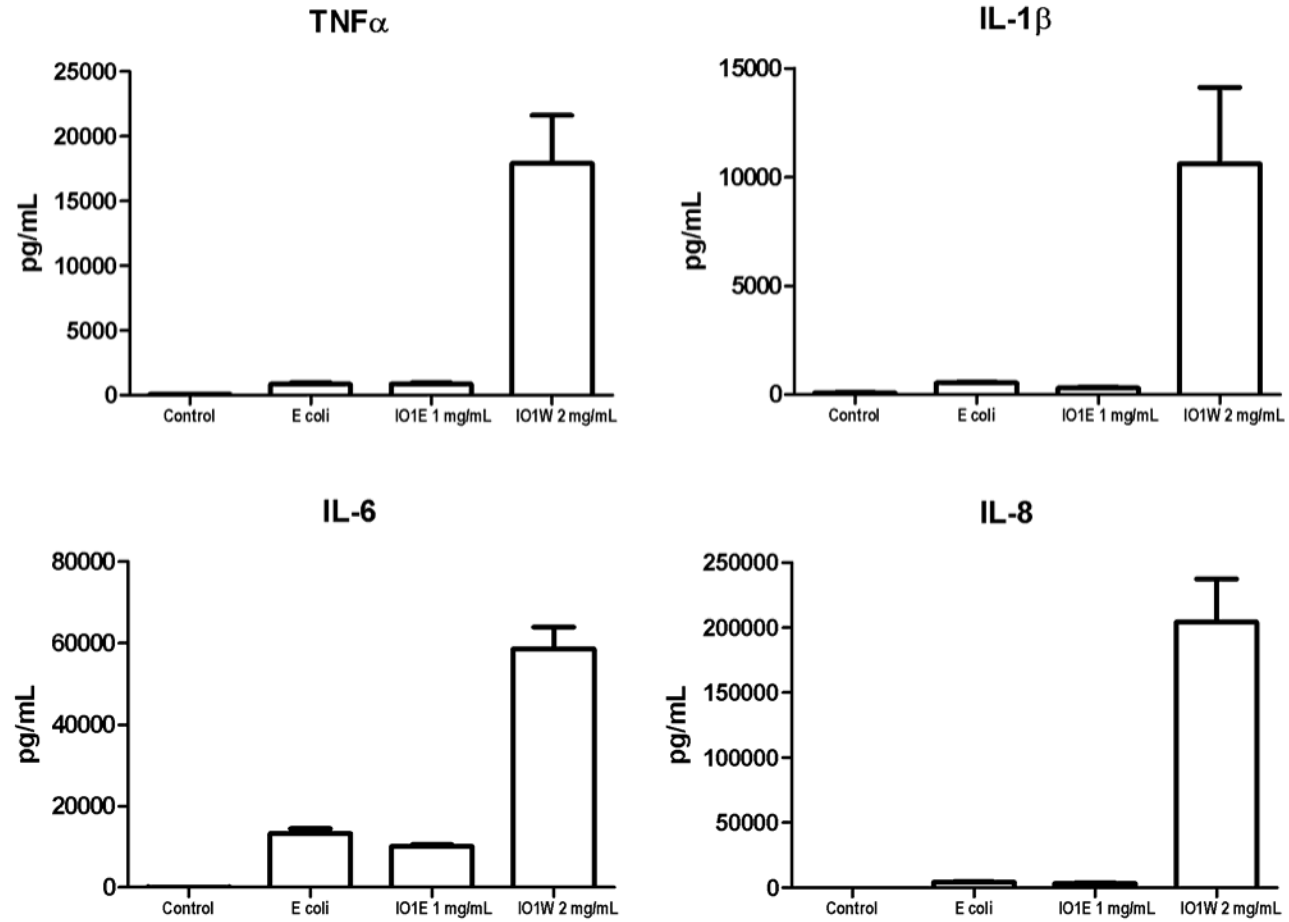 TNFα
25000
20000
15000
10000
5000
0
pg/mL
Control E coli IO1E 1 mg/mL IO1W 2 mg/mL
IL-1β
15000
10000
5000
0
pg/mL
Control E coli IO1E 1 mg/mL IO1W 2 mg/mL
IL-6
80000
60000
40000
20000
0
pg/mL
Control E coli IO1E 1 mg/mL IO1W 2 mg/mL
IL-8
250000
200000
150000
100000
50000
0
pg/mL
Control E coli IO1E 1 mg/mL IO1W 2 mg/mL